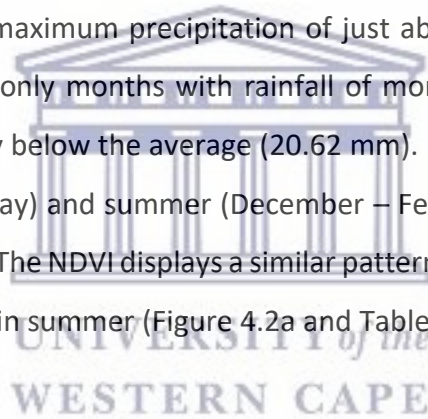 maximum precipitation of just ab
only months with rainfall of mor
below the average (20.62 mm).
ay) and summer (December – Fe
The NDVI displays a similar pattern
in summer (Figure 4.2a and Table
UNIVERSITY of the
WESTERN CAPE